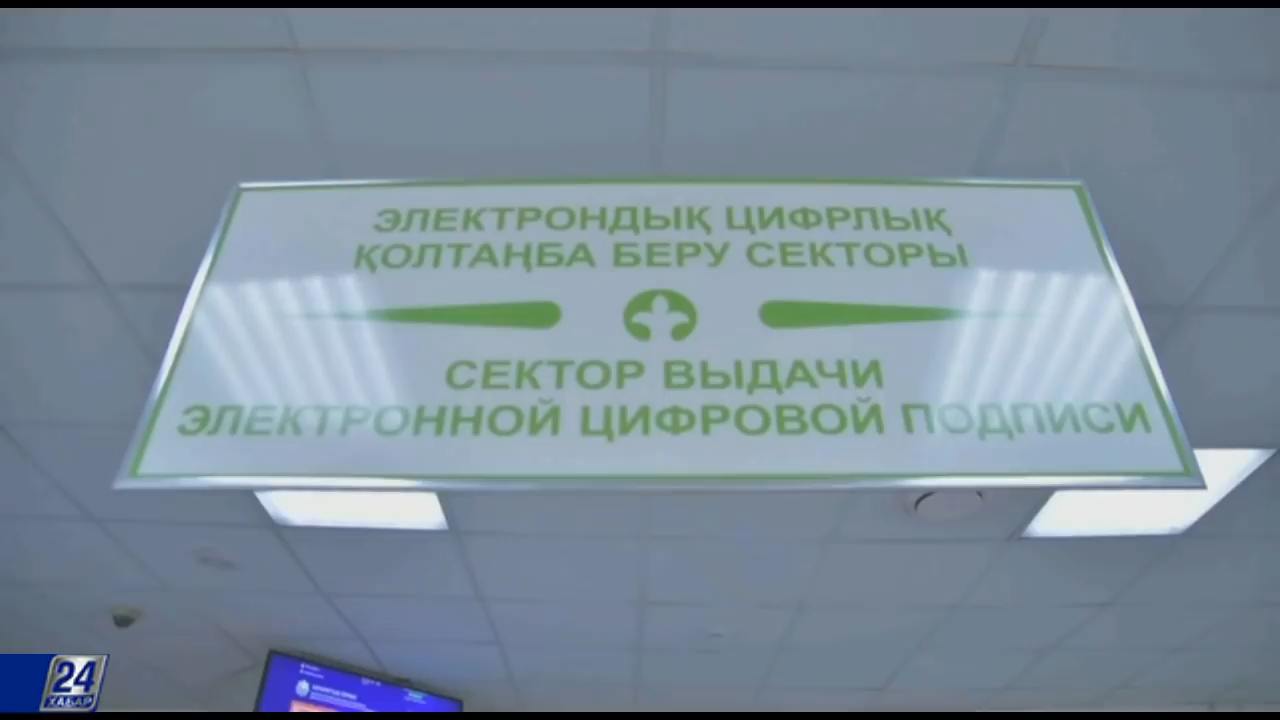 ЭЛЕКТРОНДЫҚ ЦИФРЛЫҚ
ҚОЛТАҢБА БЕРУ СЕКТОРЫ
СЕКТОР ВЫДАЧИ
ЭЛЕКТРОННОЙ ЦИФРОВОЙ ПОДПИСИ
24
ХАБАР